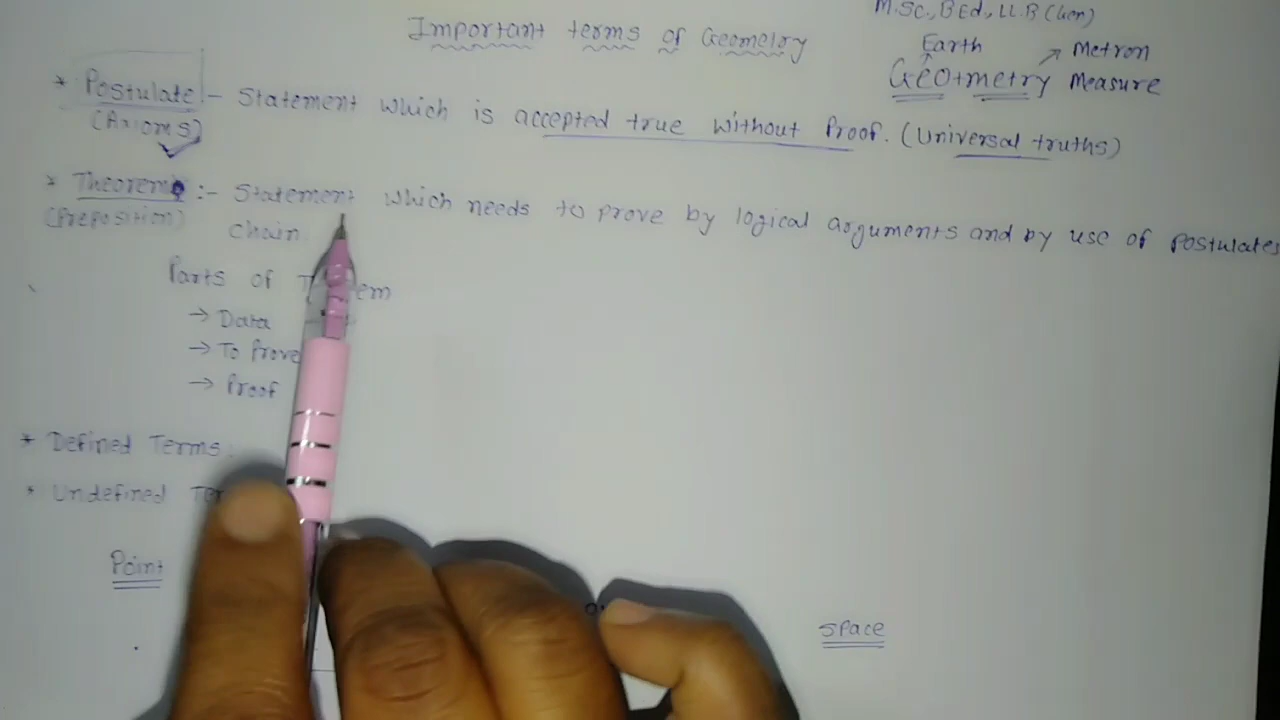 M.Sc., B Ed, LL.B (Gen)
Important terms of Geometry
Earth
Metron
Geo+metry Measure
* Postulate :- Statement which is accepted true without Proof. (Universal truths)
(Axioms)
* Theorem :- Statement which needs to prove by logical arguments and by use of Postulates
(Preposition) chain
Parts of
→ Data
→ To Prove
→ Proof
* Defined Terms:
* Undefined
Point
Space